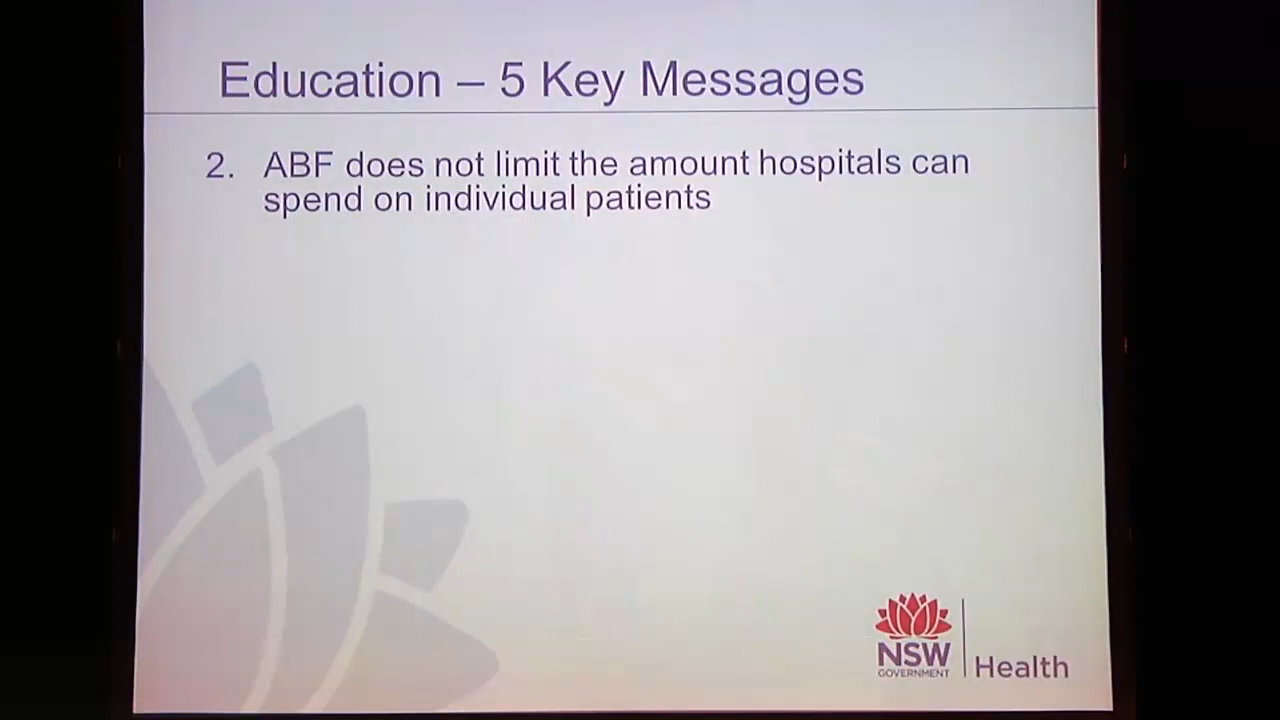 Education – 5 Key Messages
2. ABF does not limit the amount hospitals can
spend on individual patients
NSW
GOVERNMENT
Health